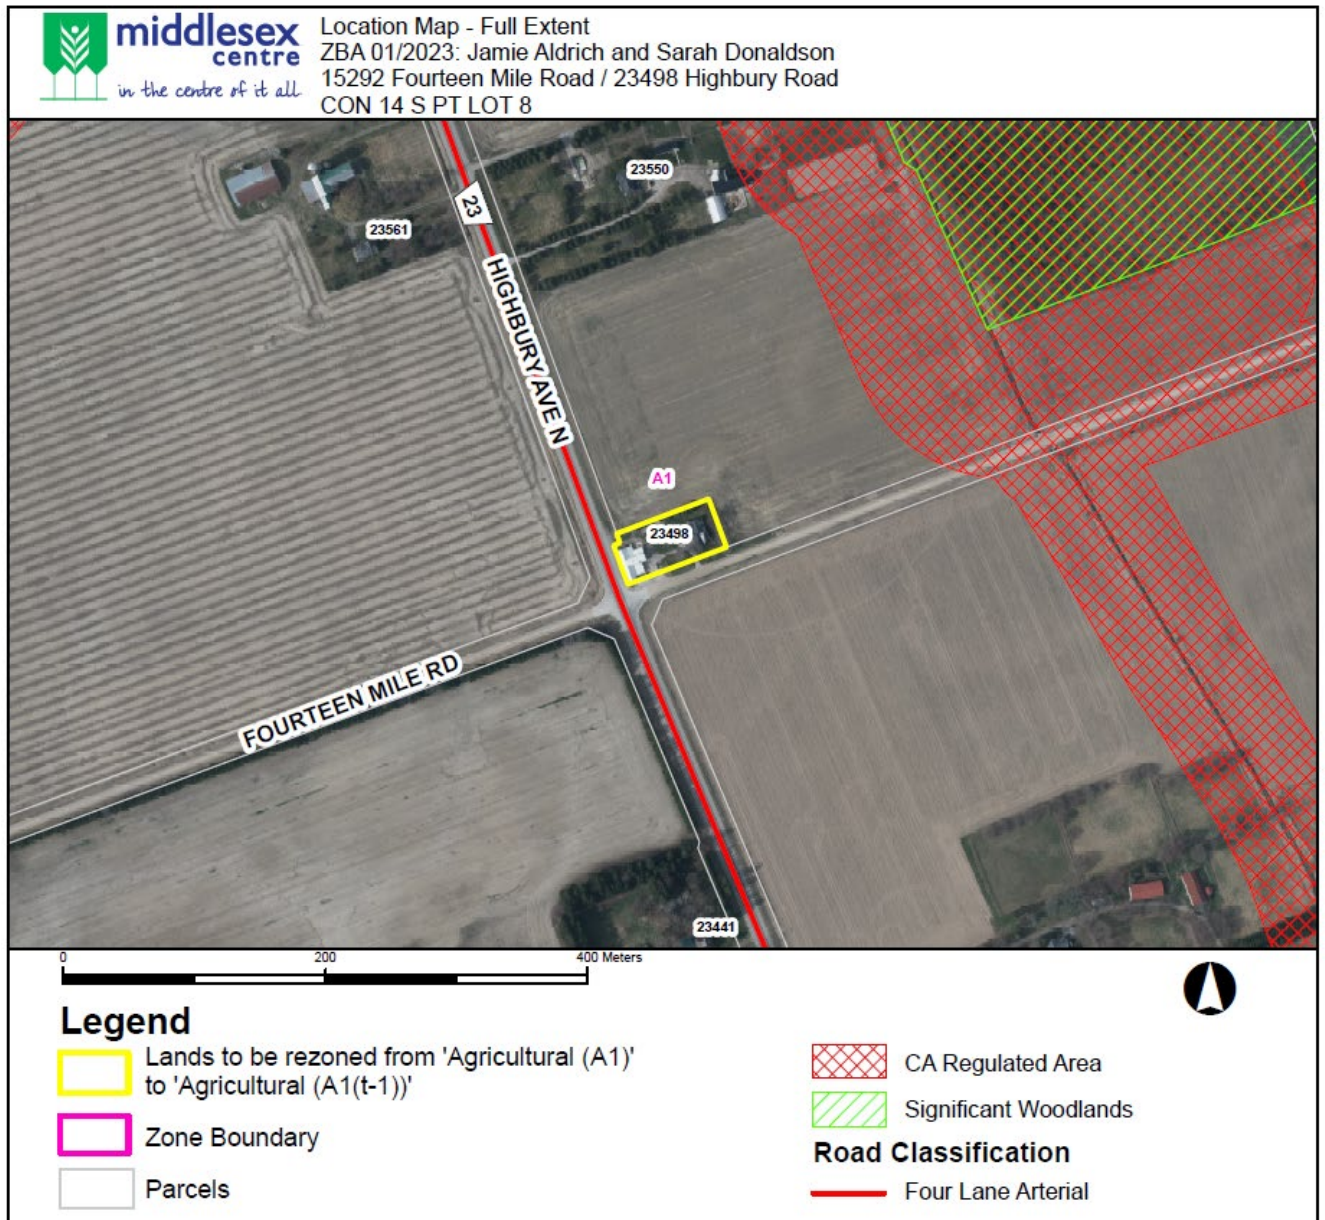 middlesex
centre
in the centre of it all
Location Map - Full Extent
ZBA 01/2023: Jamie Aldrich and Sarah Donaldson
15292 Fourteen Mile Road / 23498 Highbury Road
CON 14 S PT LOT 8
23550
23
23561
HIGHBURY AVE N
A1
23498
FOURTEEN MILE RD
23441
0 200 400 Meters
Legend
Lands to be rezoned from 'Agricultural (A1)'
to 'Agricultural (A1(t-1))'
Zone Boundary
Parcels
CA Regulated Area
Significant Woodlands
Road Classification
Four Lane Arterial